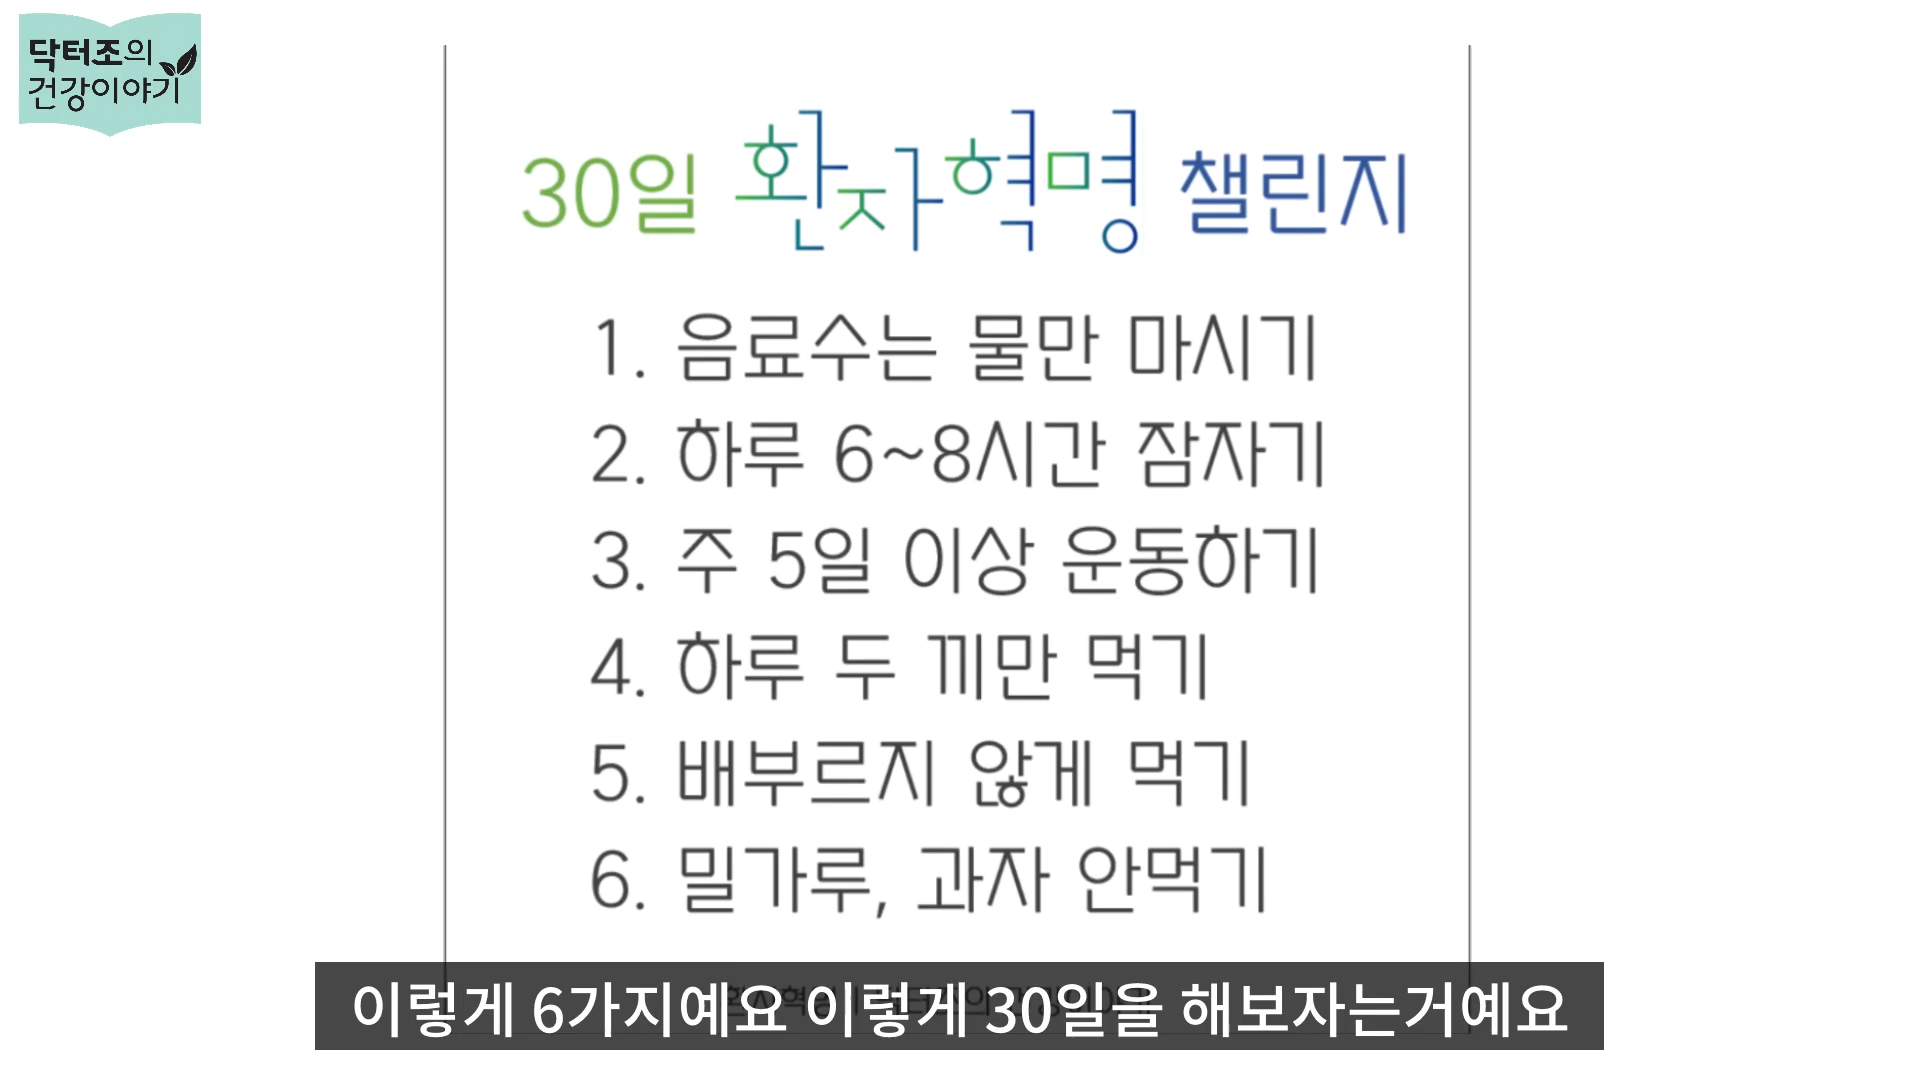 닥터조의
건강이야기
30일 환자혁명 챌린지
1. 음료수는 물만 마시기
2. 하루 6~8시간 잠자기
3. 주 5일 이상 운동하기
4. 하루 두 끼만 먹기
5. 배부르지 않게 먹기
6. 밀가루, 과자 안먹기
이렇게 6가지예요 이렇게 30일을 해보자는거예요